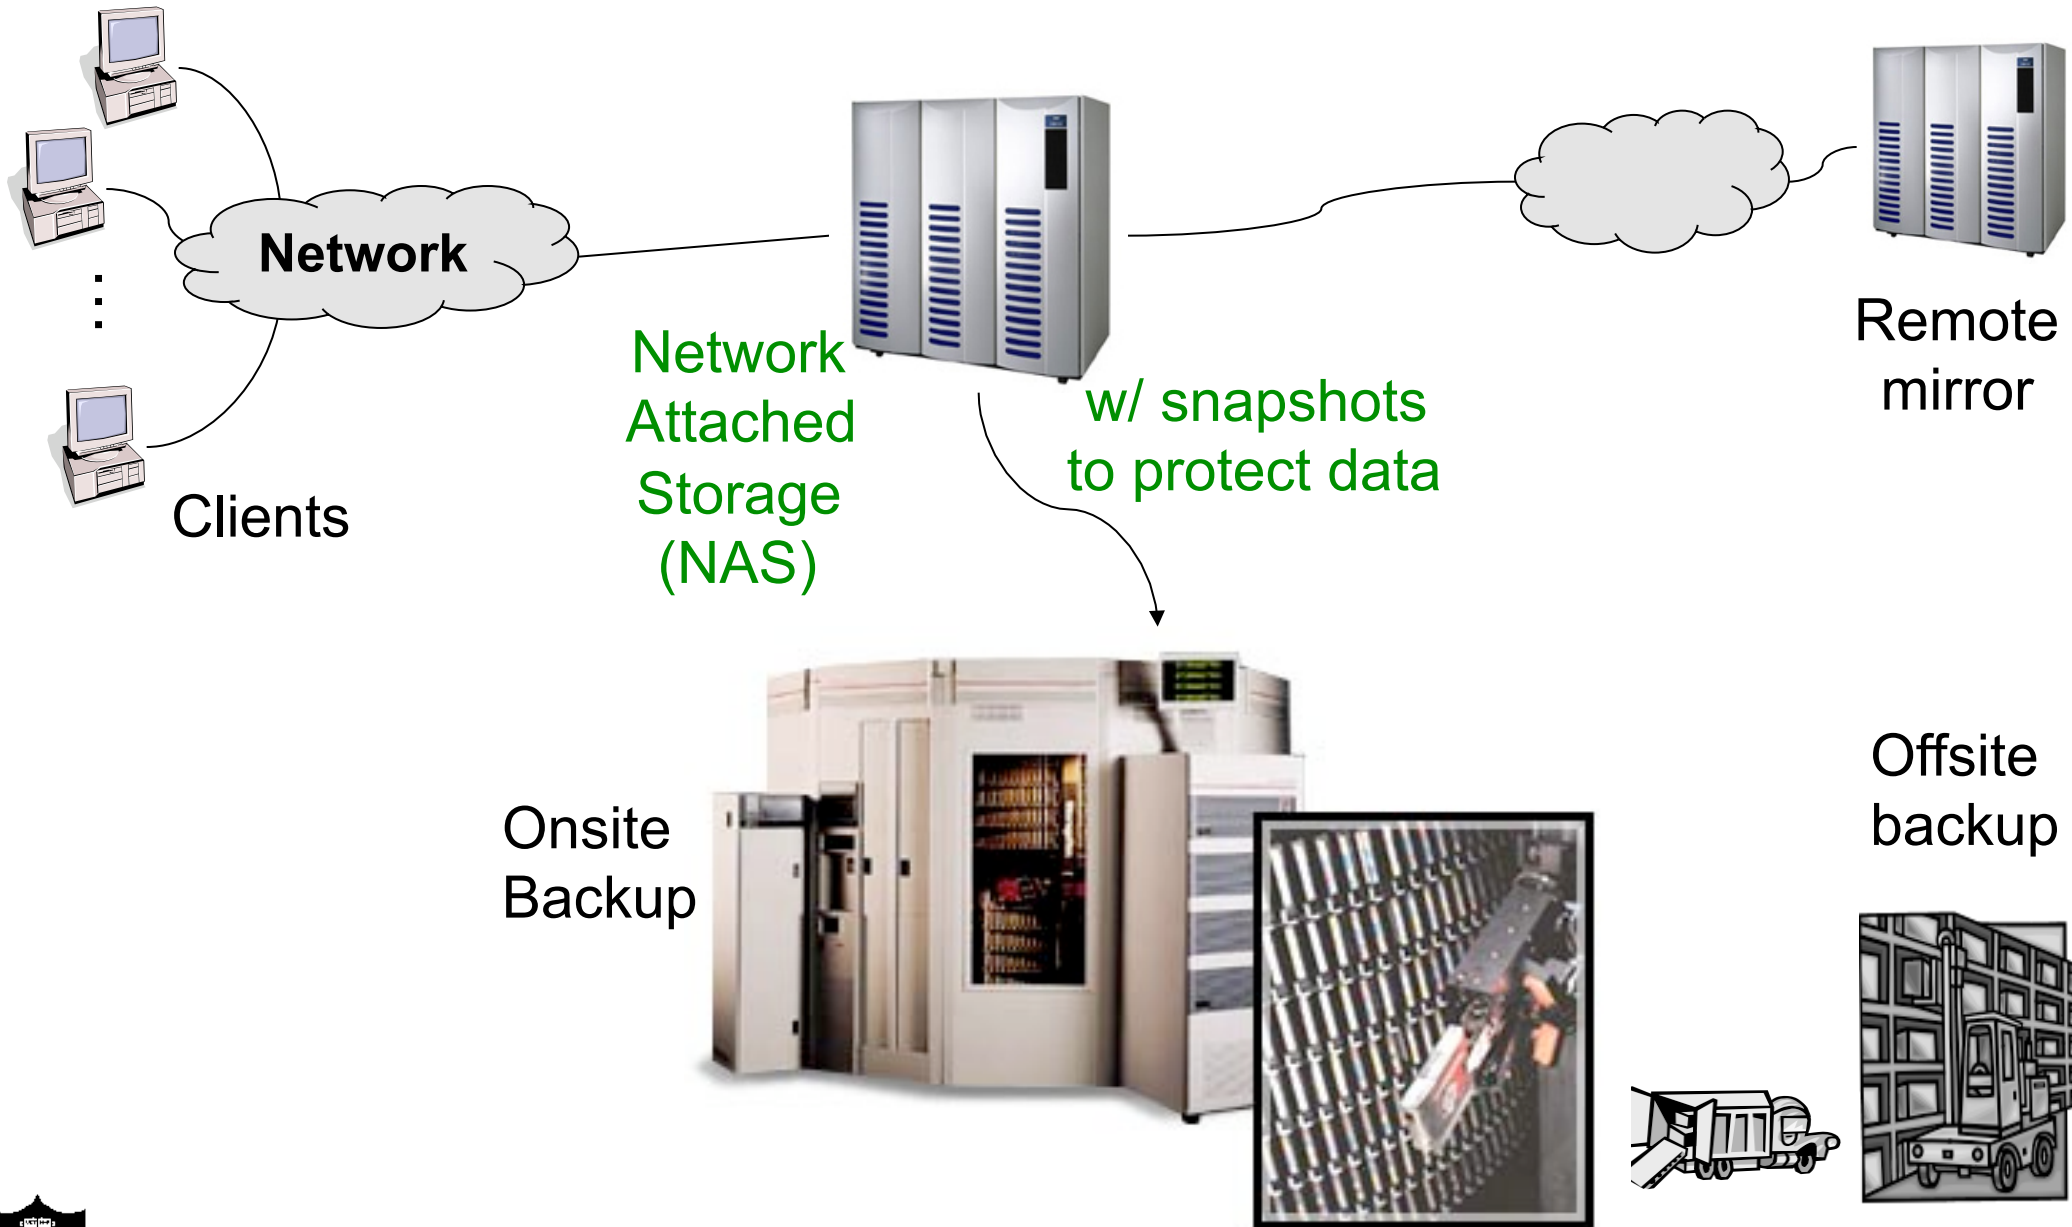 Network
Clients
Network
Attached
Storage
(NAS)
w/ snapshots
to protect data
Remote
mirror
Onsite
Backup
Offsite
backup